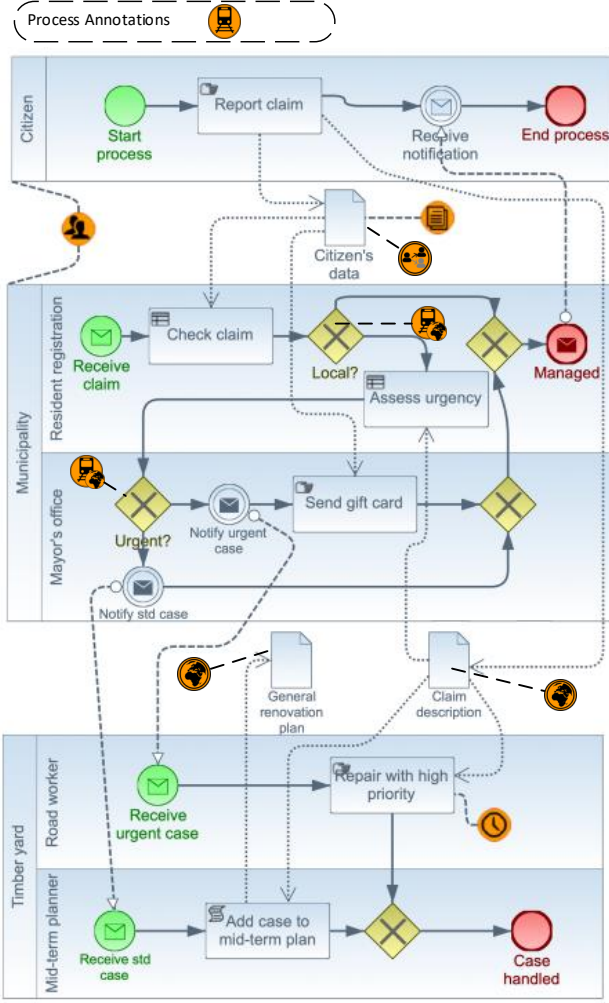 Process Annotations
Citizen
Start
process
Report claim
Receive
notification
End process
Citizen's
data
Municipality
Resident registration
Receive
claim
Check claim
Local?
Managed
Assess urgency
Mayor's office
Urgent?
Notify urgent
case
Send gift card
Notify std case
General
renovation
plan
Claim
description
Timber yard
Road worker
Receive
urgent case
Repair with high
priority
Mid-term planner
Receive std
case
Add case to
mid-term plan
Case
handled